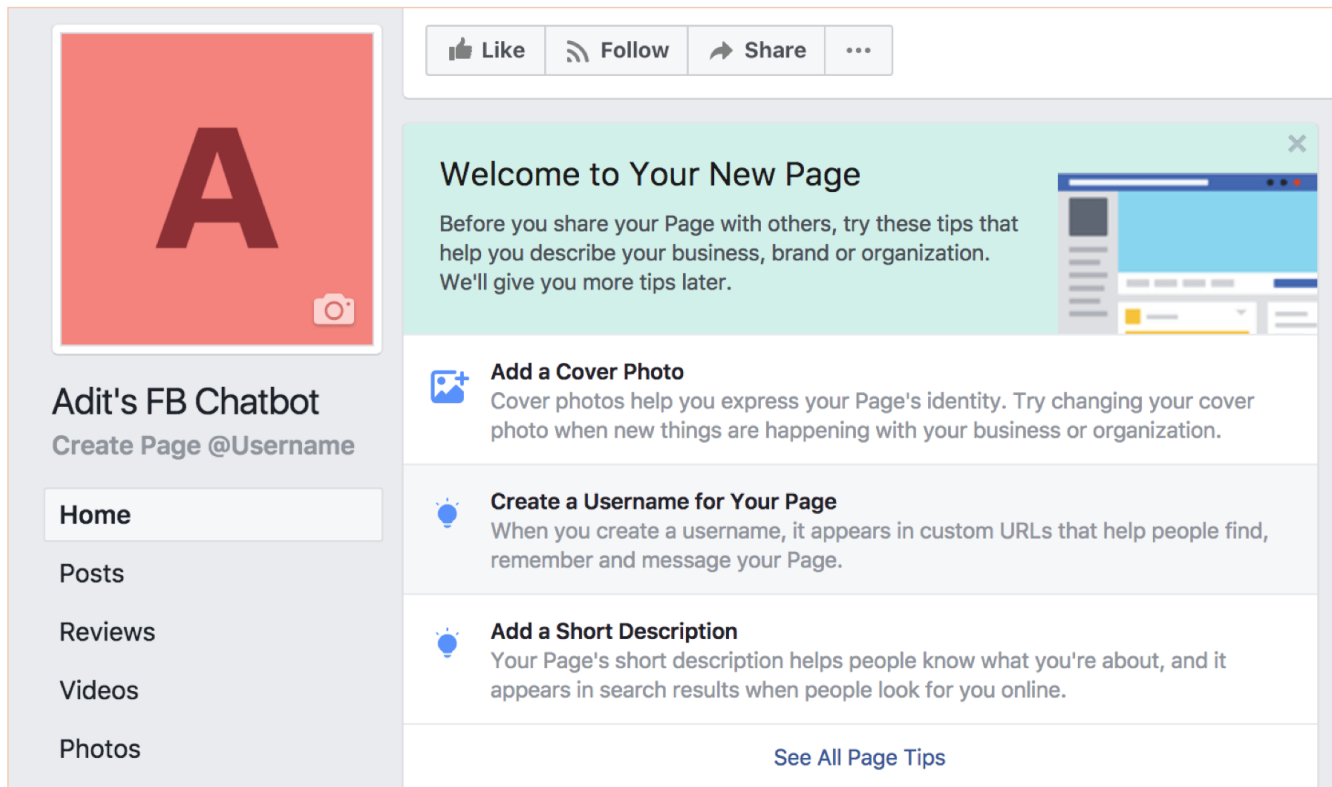 A
Adit's FB Chatbot
Create Page @Username
Home
Posts
Reviews
Videos
Photos
Like
Follow
Share
Welcome to Your New Page
Before you share your Page with others, try these tips that
help you describe your business, brand or organization.
We'll give you more tips later.
Add a Cover Photo
Cover photos help you express your Page's identity. Try changing your cover
photo when new things are happening with your business or organization.
Create a Username for Your Page
When you create a username, it appears in custom URLs that help people find,
remember and message your Page.
Add a Short Description
Your Page's short description helps people know what you're about, and it
appears in search results when people look for you online.
See All Page Tips